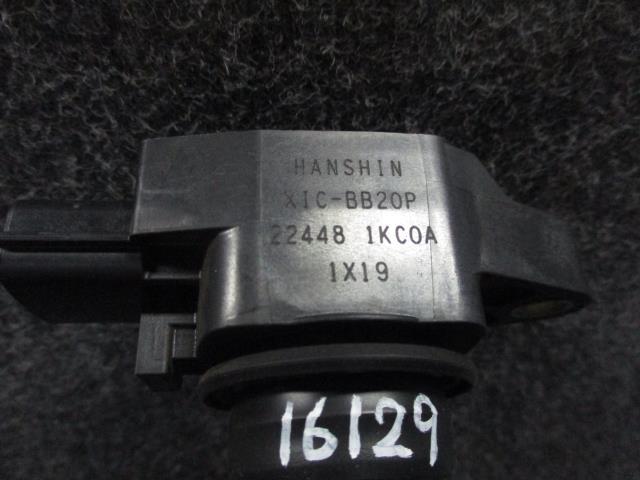 HANSHIN
XIC-BB20P
22448 1KC0A
1X19
16129